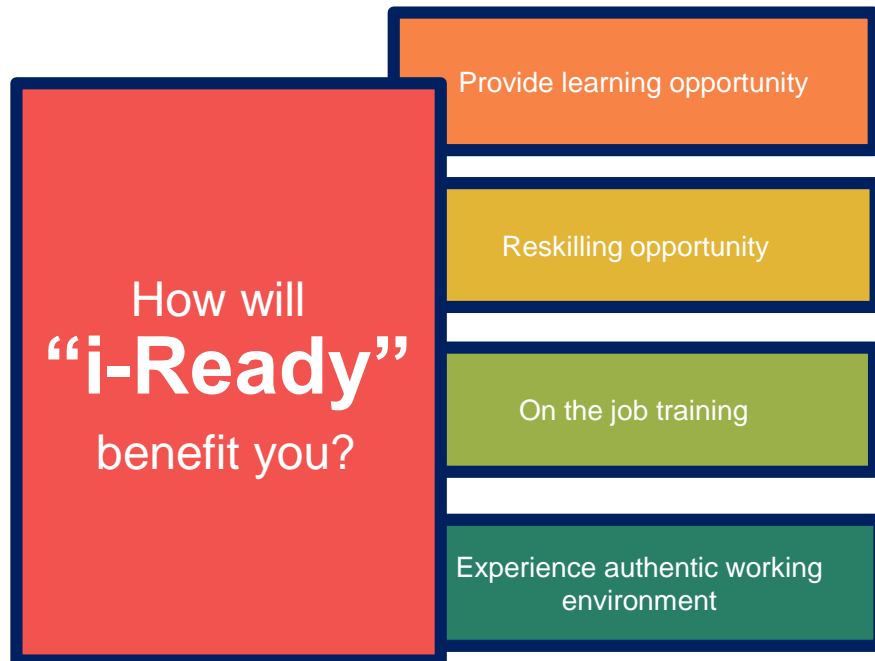 How will
“i-Ready”
benefit you?
Provide learning opportunity
Reskilling opportunity
On the job training
Experience authentic working
environment